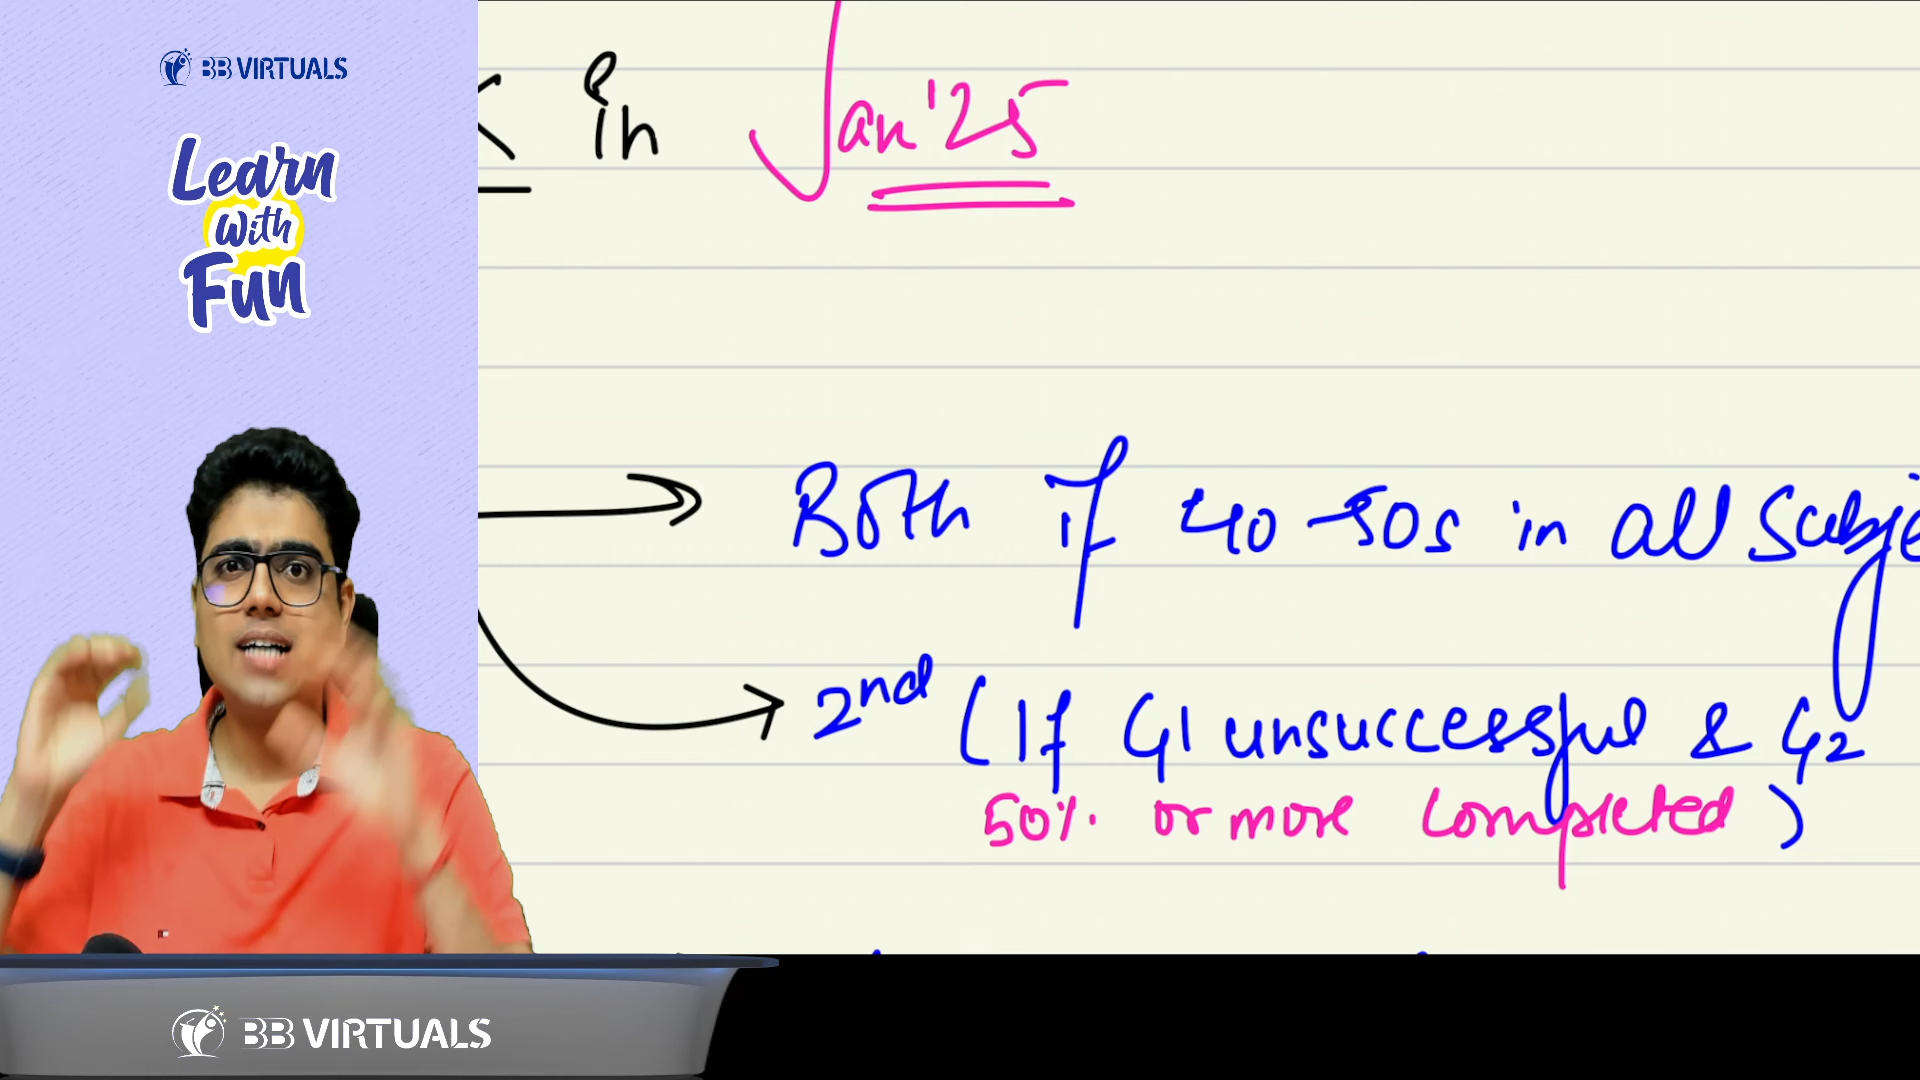 BB VIRTUALS
Learn
With
Fun
in Jan'25
Both if 40-50s in all
2nd (If G1 unsuccessful & G2
50% or more completed)
BB VIRTUALS